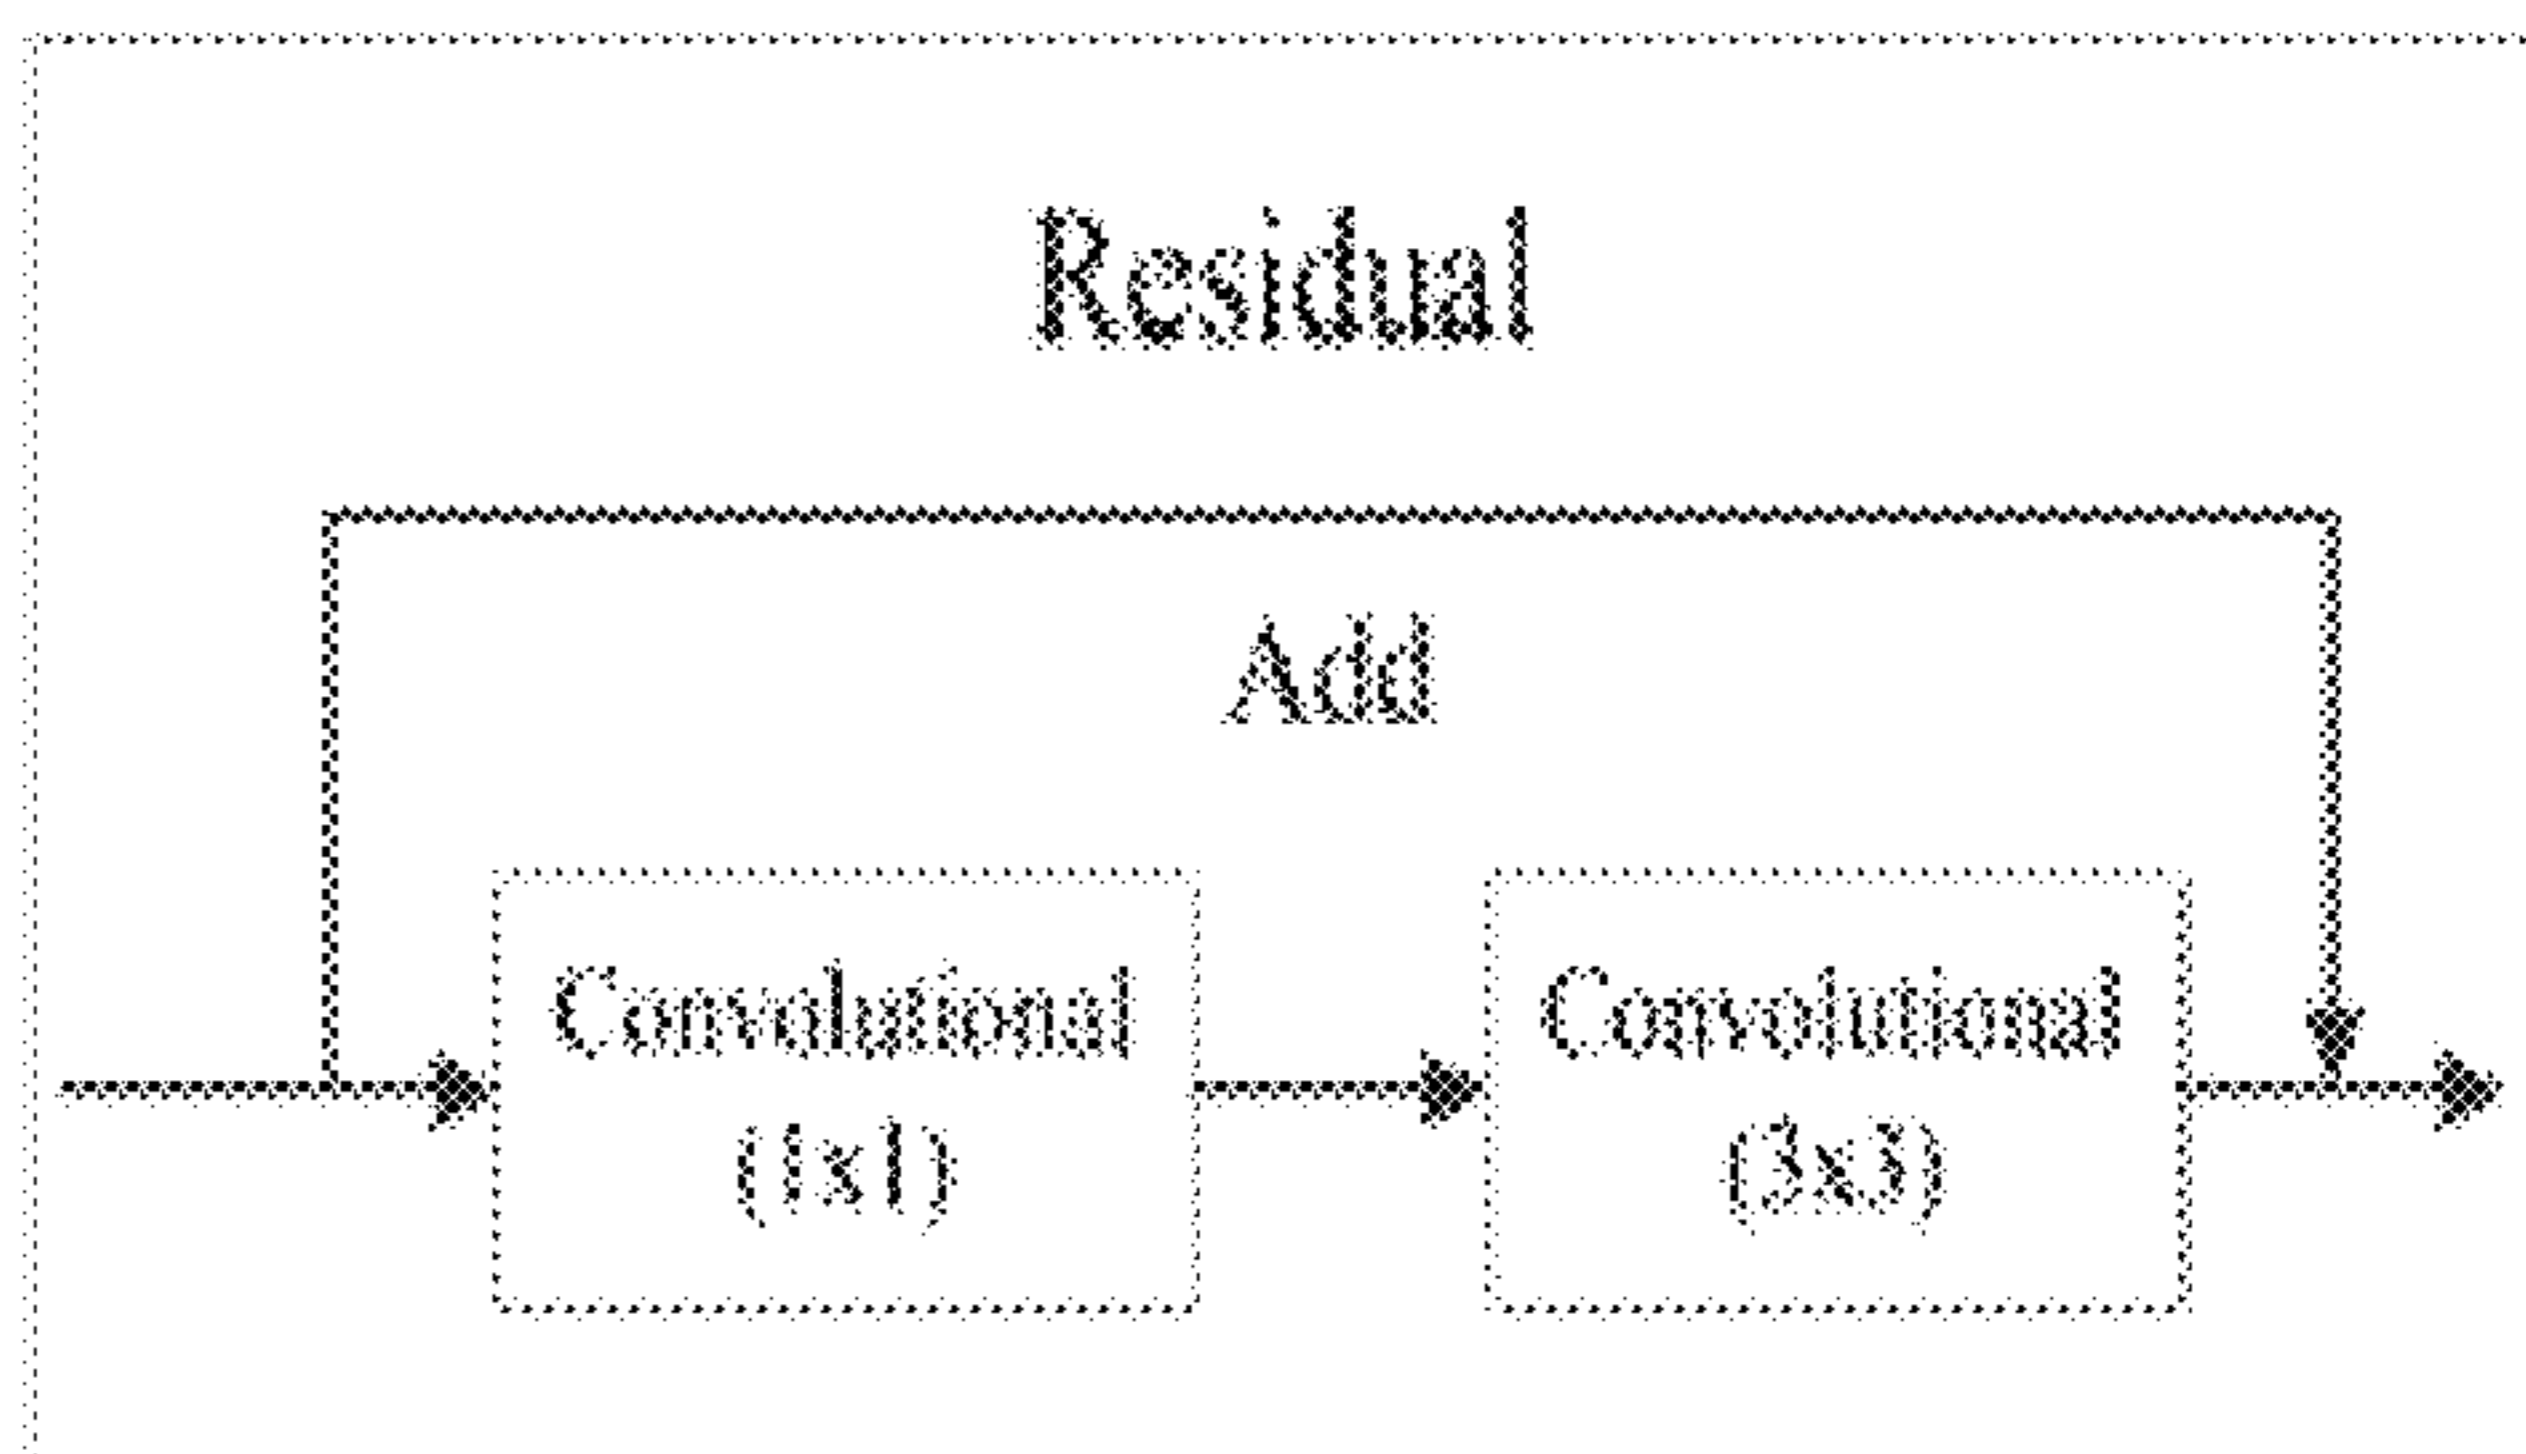 Residual
Add
Convolutional
(1x1)
Convolutional
(3x3)